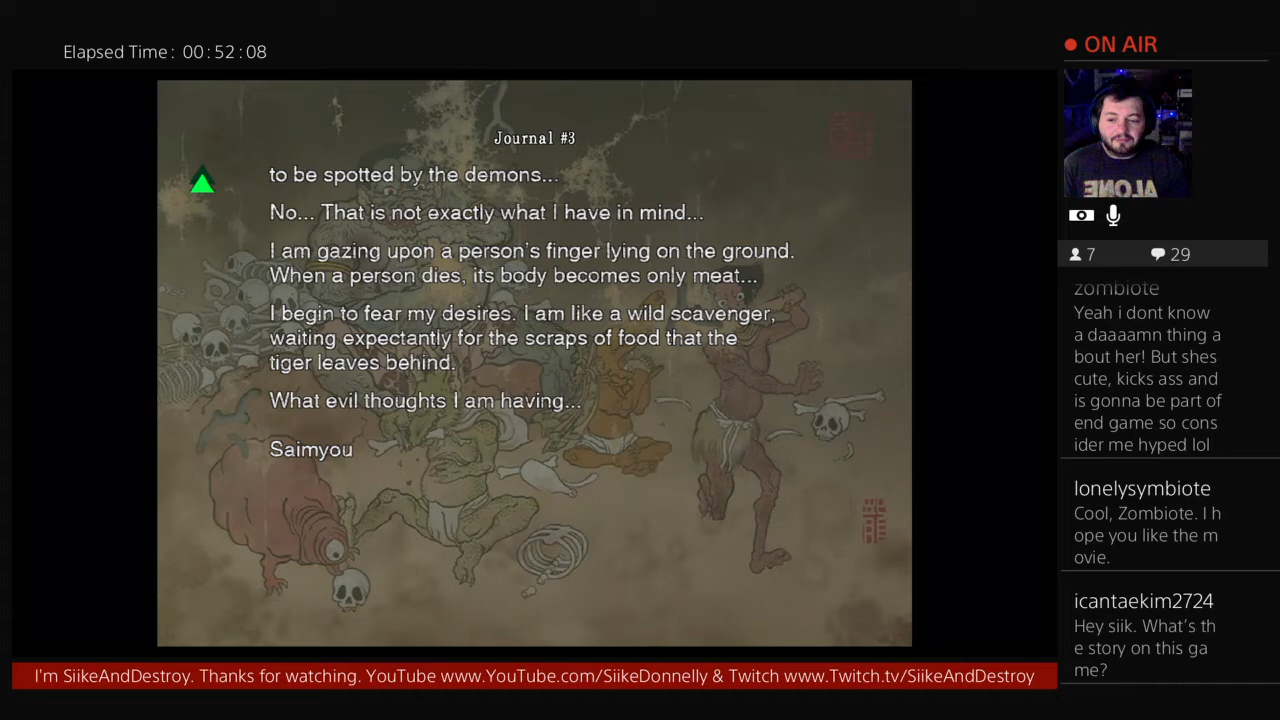 Elapsed Time: 00:52:08
ON AIR
Journal #3
to be spotted by the demons...
No... That is not exactly what I have in mind...
I am gazing upon a person's finger lying on the ground.
When a person dies, its body becomes only meat...
I begin to fear my desires. I am like a wild scavenger,
waiting expectantly for the scraps of food that the
tiger leaves behind.
What evil thoughts I am having...
Saimyou
ALONE
7
29
zombiote
Yeah i dont know
a daaaamn thing a
bout her! But shes
cute, kicks ass and
is gonna be part of
end game so cons
ider me hyped lol
lonelysymbiote
Cool, Zombiote. I h
ope you like the m
ovie.
icantaekim2724
Hey siik. What's th
e story on this ga
me?
I'm SiikeAndDestroy. Thanks for watching. YouTube www.YouTube.com/SiikeDonnelly & Twitch www.Twitch.tv/SiikeAndDestroy